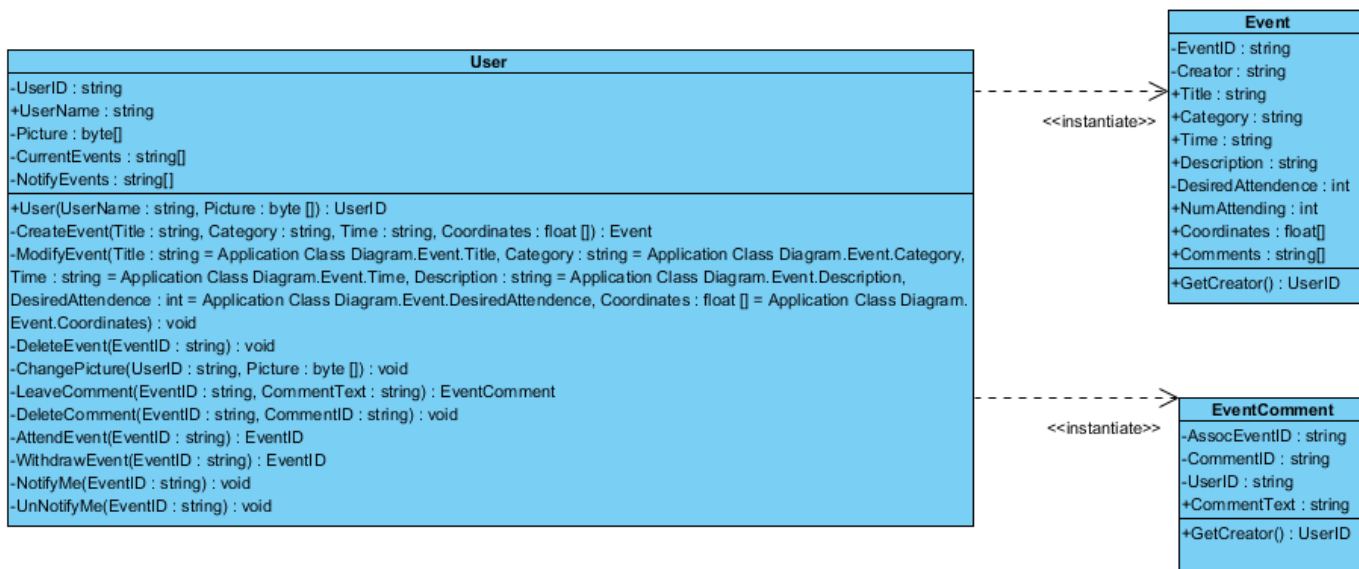 User
-UserID : string
+UserName : string
-Picture : byte[]
-CurrentEvents : string[]
-NotifyEvents : string[]
+User(UserName : string, Picture : byte []) : UserID
-CreateEvent(Title : string, Category : string, Time : string, Coordinates : float []) : Event
-ModifyEvent(Title : string = Application Class Diagram.Event.Title, Category : string = Application Class Diagram.Event.Category,
Time : string = Application Class Diagram.Event.Time, Description : string = Application Class Diagram.Event.Description,
DesiredAttendence : int = Application Class Diagram.Event.DesiredAttendence, Coordinates : float [] = Application Class Diagram.
Event.Coordinates) : void
-DeleteEvent(EventID : string) : void
-ChangePicture(UserID : string, Picture : byte []) : void
-LeaveComment(EventID : string, CommentText : string) : EventComment
-DeleteComment(EventID : string, CommentID : string) : void
-AttendEvent(EventID : string) : EventID
-WithdrawEvent(EventID : string) : EventID
-NotifyMe(EventID : string) : void
-UnNotifyMe(EventID : string) : void
<<instantiate>>
Event
-EventID : string
-Creator : string
+Title : string
+Category : string
+Time : string
+Description : string
-DesiredAttendence : int
+NumAttending : int
+Coordinates : float[]
+Comments : string[]
+GetCreator() : UserID
<<instantiate>>
EventComment
-AssocEventID : string
-CommentID : string
-UserID : string
+CommentText : string
+GetCreator() : UserID